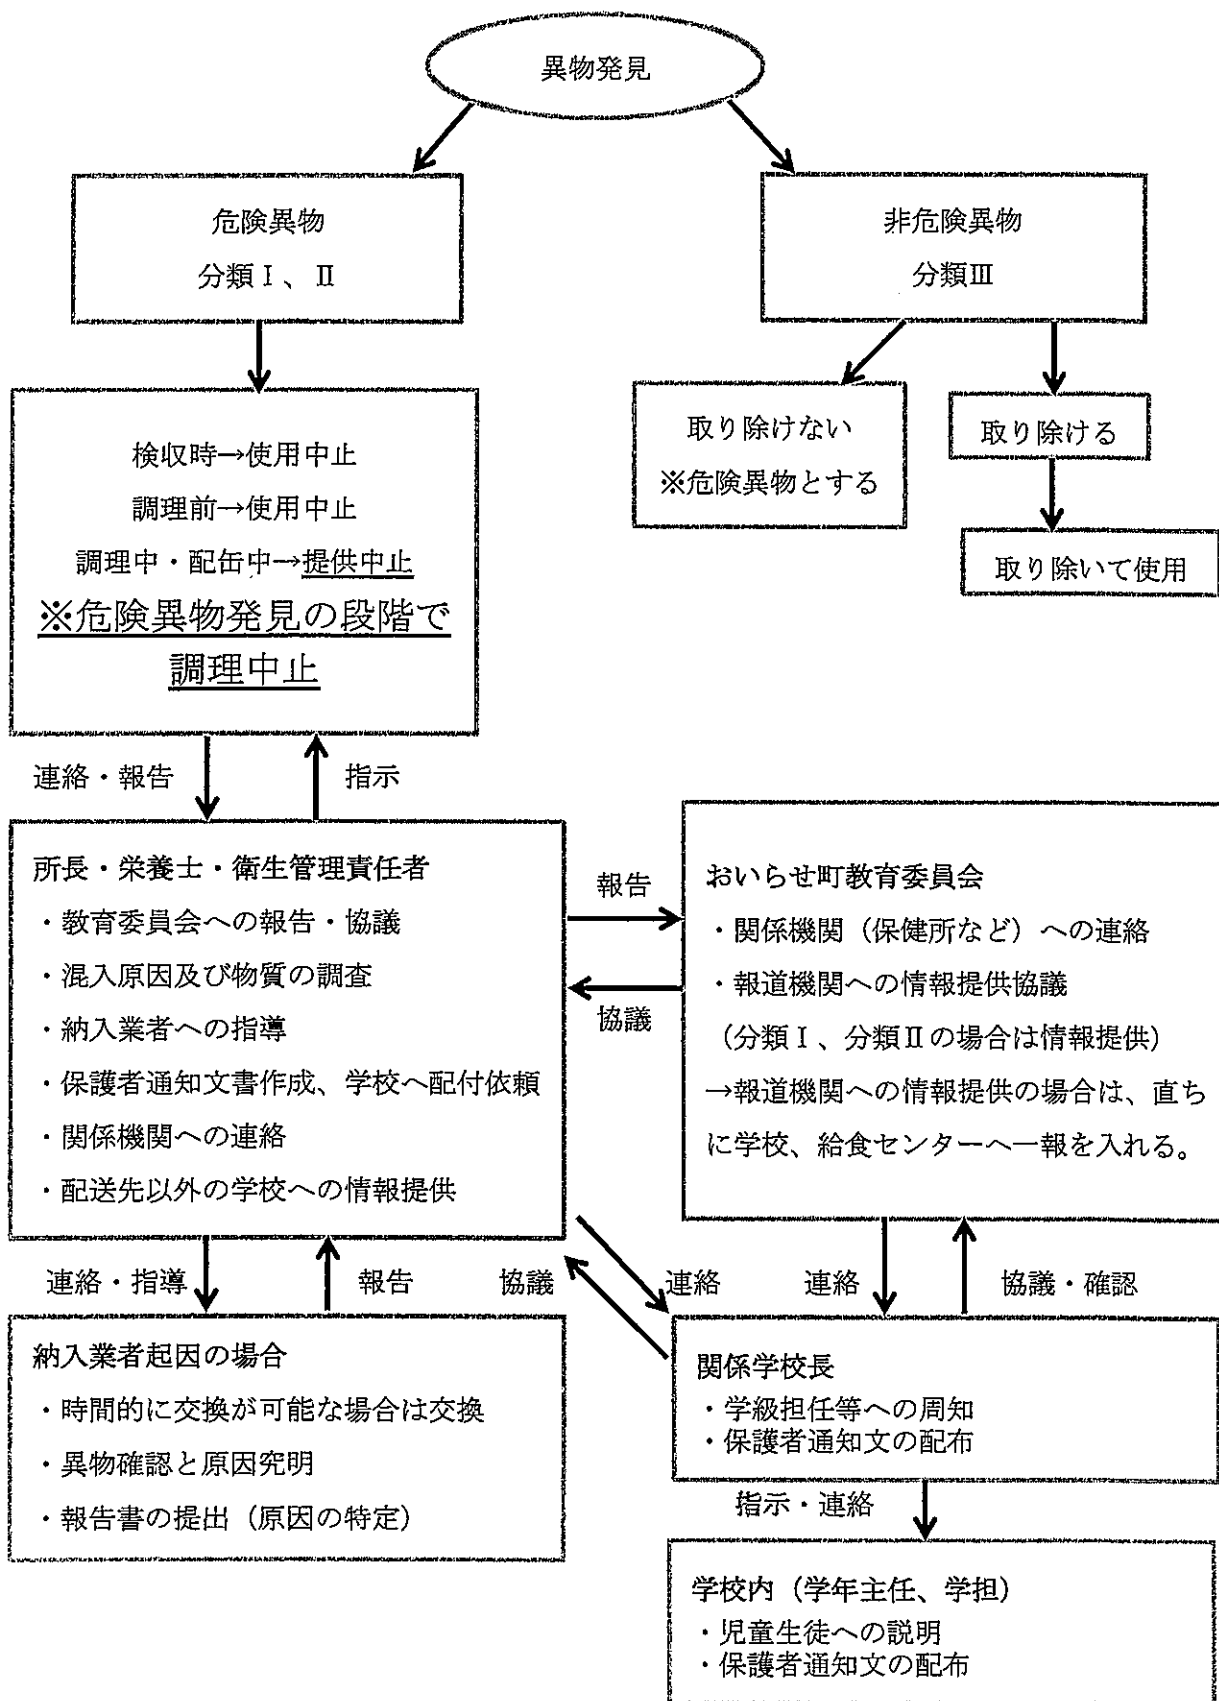 異物発見
危険異物
分類Ⅰ、Ⅱ
非危険異物
分類Ⅲ
検収時→使用中止
調理前→使用中止
調理中・配缶中→提供中止
※危険異物発見の段階で
調理中止
取り除けない
※危険異物とする
取り除ける
取り除いて使用
連絡・報告
指示
所長・栄養士・衛生管理責任者
・教育委員会への報告・協議
・混入原因及び物質の調査
・納入業者への指導
・保護者通知文書作成、学校へ配付依頼
・関係機関への連絡
・配送先以外の学校への情報提供
報告
協議
おいらせ町教育委員会
・関係機関（保健所など）への連絡
・報道機関への情報提供協議
（分類Ⅰ、分類Ⅱの場合は情報提供）
→報道機関への情報提供の場合は、直ち
に学校、給食センターへ一報を入れる。
連絡・指導
報告
協議
連絡
連絡
協議・確認
納入業者起因の場合
・時間的に交換が可能な場合は交換
・異物確認と原因究明
・報告書の提出（原因の特定）
関係学校長
・学級担任等への周知
・保護者通知文の配布
指示・連絡
学校内（学年主任、学担）
・児童生徒への説明
・保護者通知文の配布